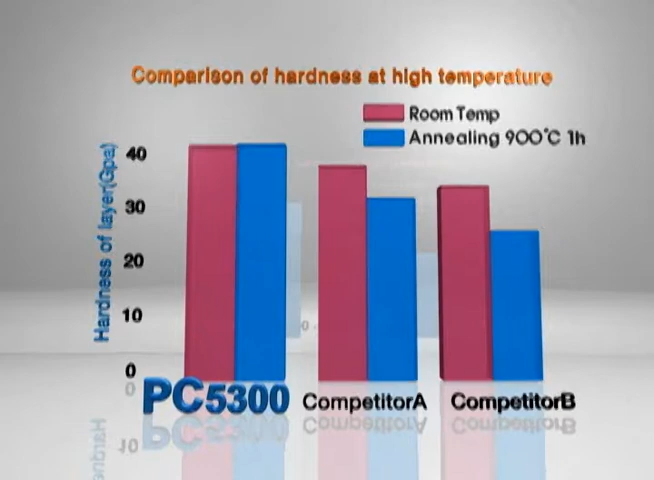 Comparison of hardness at high temperature
Room Temp
Annealing 900°C 1h
Hardness of layer(Gpa)
40
30
20
10
0
PC5300
CompetitorA
CompetitorB